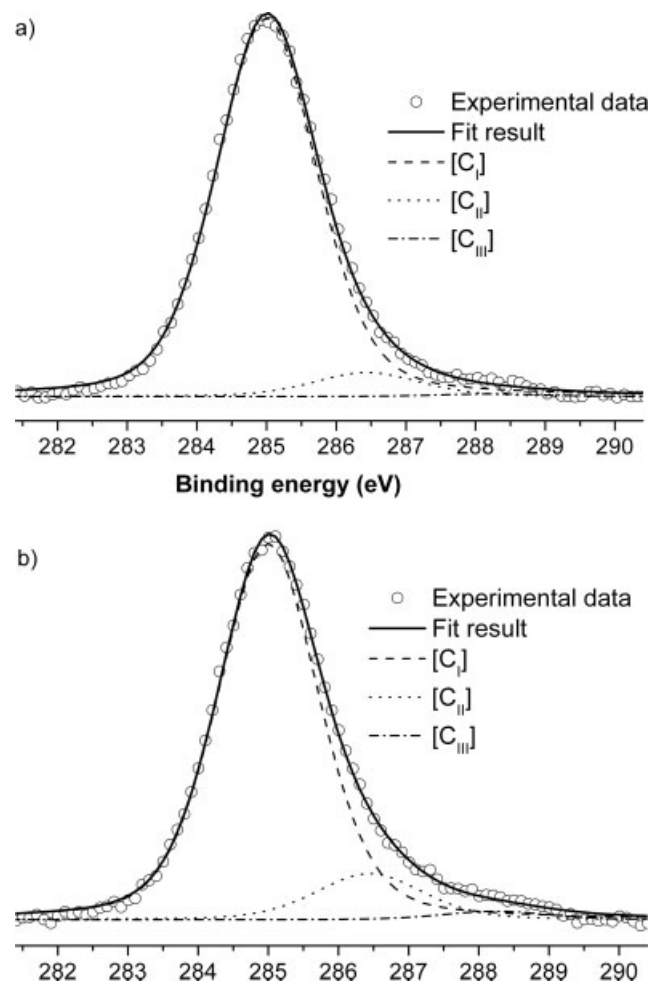 a)
Experimental data
Fit result
[C_I]
[C_II]
[C_III]
282 283 284 285 286 287 288 289 290
Binding energy (eV)
b)
Experimental data
Fit result
[C_I]
[C_II]
[C_III]
282 283 284 285 286 287 288 289 290